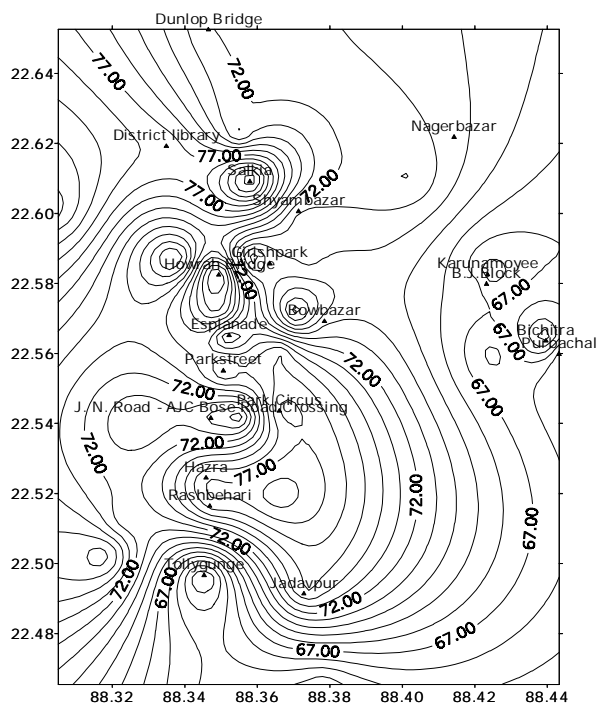 Dunlop Bridge
22.64
77.00
72.00
Nagerbazar
District library
22.62
77.00
Salkia
72.00
77.00
Shyambazar
22.60
Girishpark
Karunamoyee
Howrah Bridge
B.J.Block
22.58
72.00
67.00
Bowbazar
Esplanade
Bichitra
67.00
Purbachal
22.56
Parkstreet
72.00
72.00
67.00
Park Circus
J. N. Road - AJC Bose Road Crossing
22.54
72.00
72.00
Hazra
77.00
72.00
Rashbehari
22.52
67.00
72.00
22.50
Tollygunge
72.00
67.00
Jadavpur
72.00
22.48
67.00
67.00
88.32 88.34 88.36 88.38 88.40 88.42 88.44